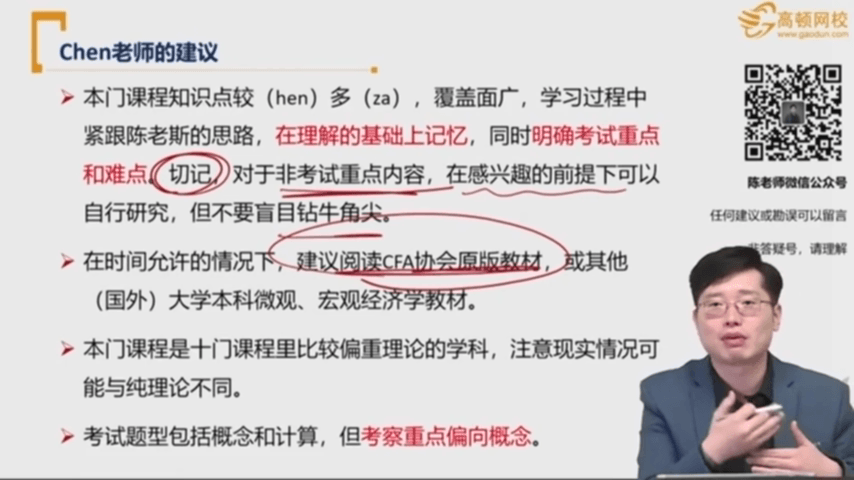 高顿网校
www.gaodun.com
Chen老师的建议
本门课程知识点较（hen）多（za），覆盖面广，学习过程中
紧跟陈老斯的思路，在理解的基础上记忆，同时明确考试重点
和难点。切记，对于非考试重点内容，在感兴趣的前提下可以
自行研究，但不要盲目钻牛角尖。
在时间允许的情况下，建议阅读CFA协会原版教材，或其他
（国外）大学本科微观、宏观经济学教材。
本门课程是十门课程里比较偏重理论的学科，注意现实情况可
能与纯理论不同。
考试题型包括概念和计算，但考察重点偏向概念。
陈老师微信公众号
任何建议或勘误可以留言
非答疑号，请理解